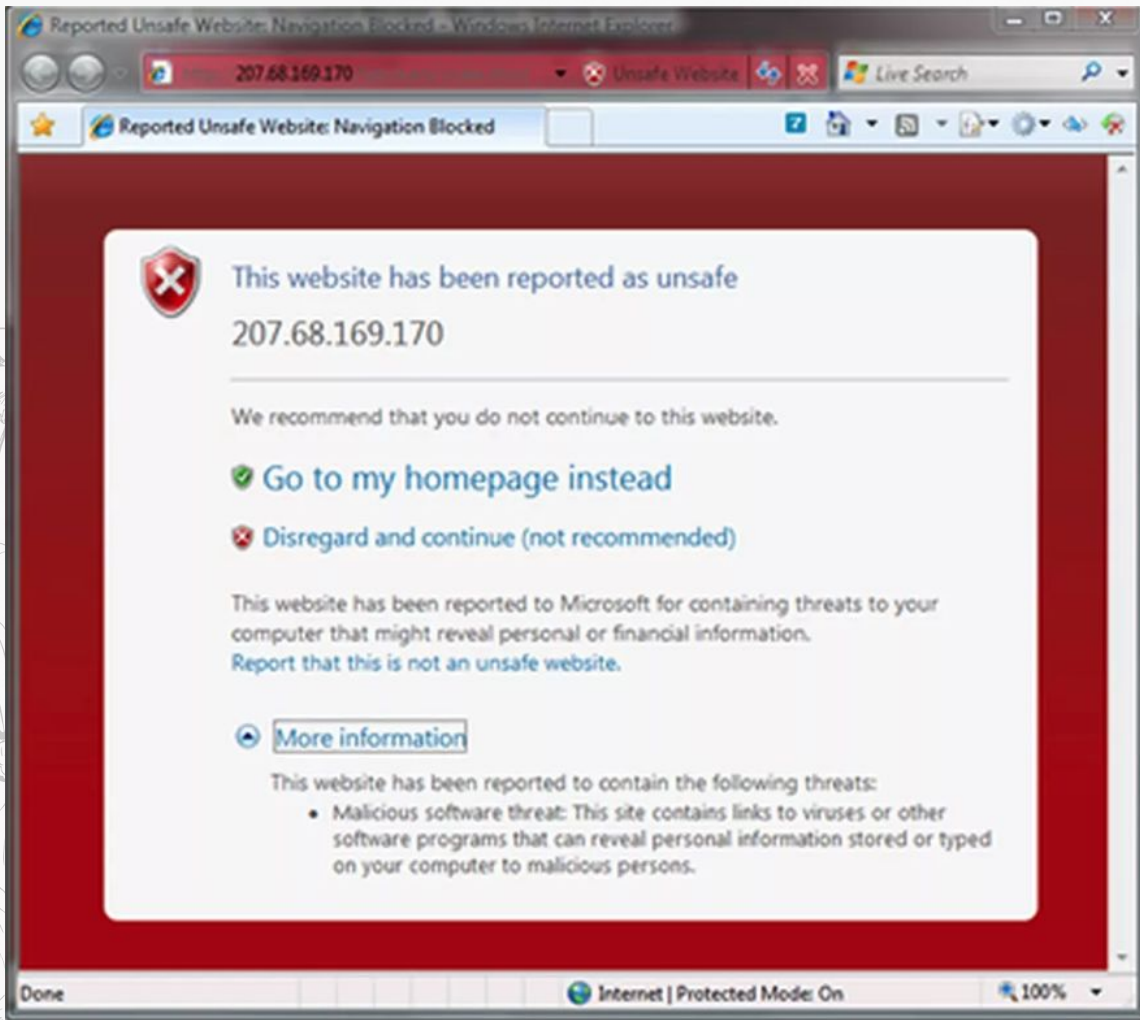 Reported Unsafe Website: Navigation Blocked - Windows Internet Explorer
207.68.169.170 Unsafe Website Live Search
Reported Unsafe Website: Navigation Blocked
This website has been reported as unsafe
207.68.169.170
We recommend that you do not continue to this website.
Go to my homepage instead
Disregard and continue (not recommended)
This website has been reported to Microsoft for containing threats to your
computer that might reveal personal or financial information.
Report that this is not an unsafe website.
More information
This website has been reported to contain the following threats:
• Malicious software threat: This site contains links to viruses or other
software programs that can reveal personal information stored or typed
on your computer to malicious persons.
Done Internet | Protected Mode: On 100%